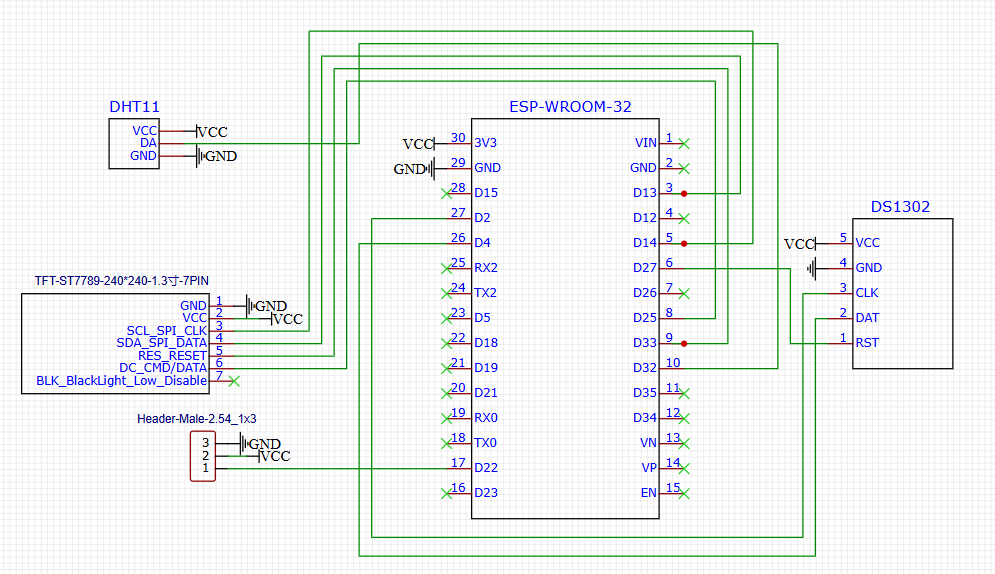 DHT11
VCC VCC
DA
GND GND
ESP-WROOM-32
VCC 30 3V3 VIN 1
GND 29 GND GND 2
28 D15 D13 3
27 D2 D12 4
26 D4 D14 5
25 RX2 D27 6
24 TX2 D26 7
23 D5 D25 8
22 D18 D33 9
21 D19 D32 10
20 D21 D35 11
19 RX0 D34 12
18 TX0 VN 13
17 D22 VP 14
16 D23 EN 15
DS1302
VCC 5 VCC
4 GND
3 CLK
2 DAT
1 RST
TFT-ST7789-240*240-1.3寸-7PIN
GND 1 GND
VCC 2 VCC
SCL_SPI_CLK 3
SDA_SPI_DATA 4
RES_RESET 5
DC_CMD/DATA 6
BLK_BlackLight_Low_Disable 7
Header-Male-2.54_1x3
3 GND
2 VCC
1